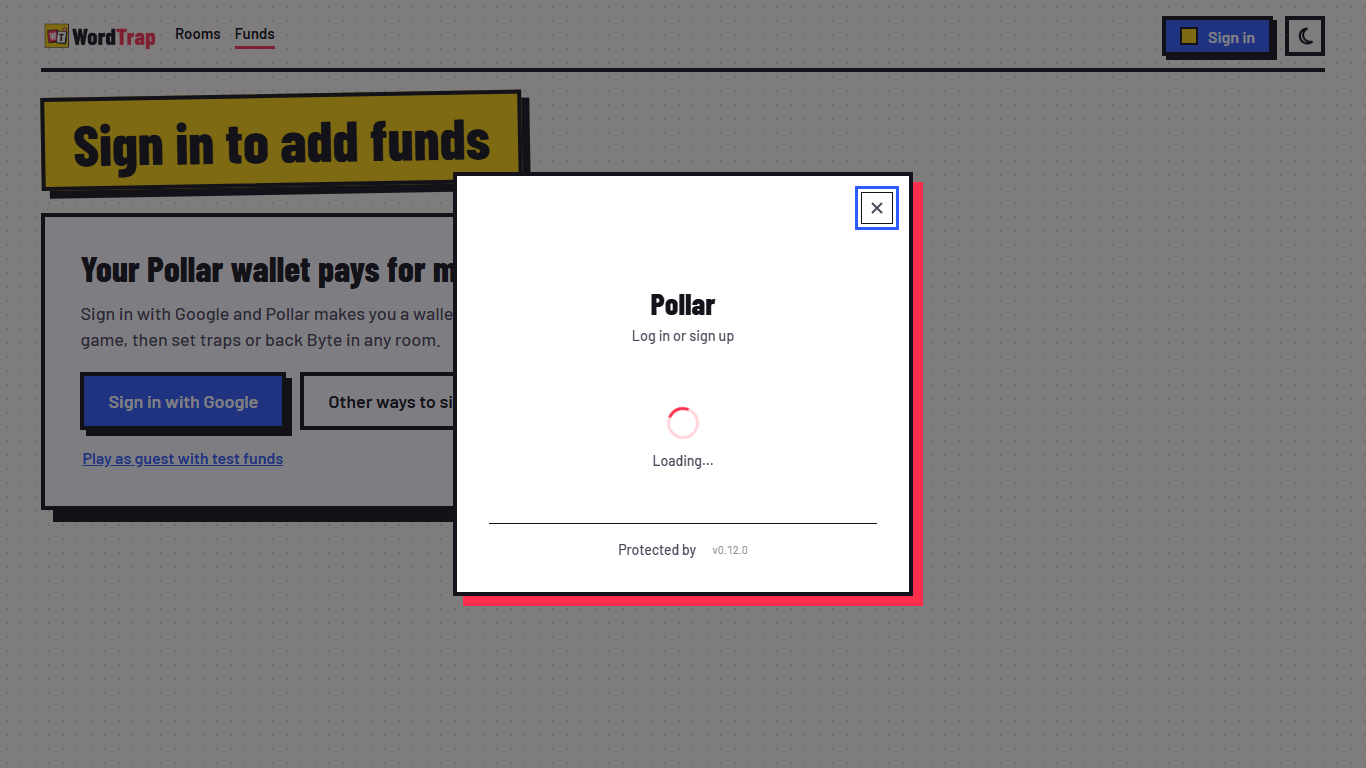 WT WordTrap
Rooms
Funds
Sign in
Sign in to add funds
Your Pollar wallet pays for
Sign in with Google and Pollar makes you a
game, then set traps or back Byte in any room.
Sign in with Google
Other ways to
Play as guest with test funds
Pollar
Log in or sign up
Loading...
Protected by
v0.12.0